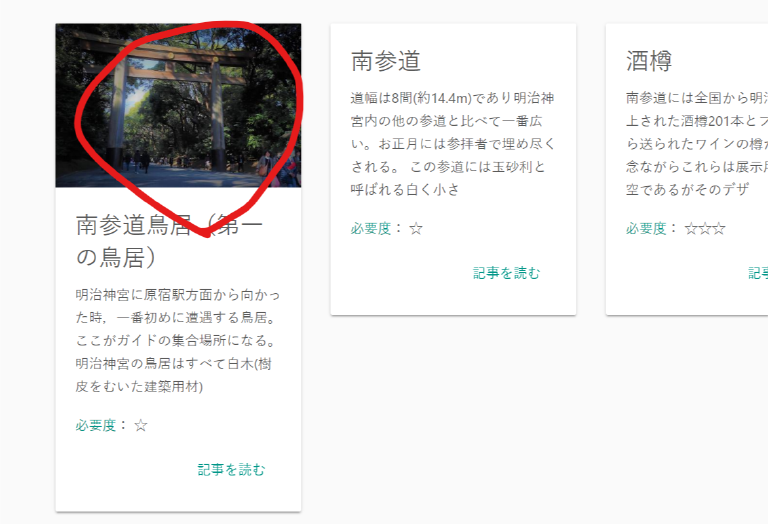 南参道鳥居（第一
の鳥居）
明治神宮に原宿駅方面から向かっ
た時，一番初めに遭遇する鳥居。
ここがガイドの集合場所になる。
明治神宮の鳥居はすべて白木(樹
皮をむいた建築用材)
必要度： ☆
記事を読む
南参道
道幅は8間(約14.4m)であり明治神
宮内の他の参道と比べて一番広
い。お正月には参拝者で埋め尽く
される。 この参道には玉砂利と
呼ばれる白く小さ
必要度： ☆
記事を読む
酒樽
南参道には全国から明
上された酒樽201本とフ
ら送られたワインの樽が
念ながらこれらは展示用
空であるがそのデザ
必要度： ☆☆☆
記事